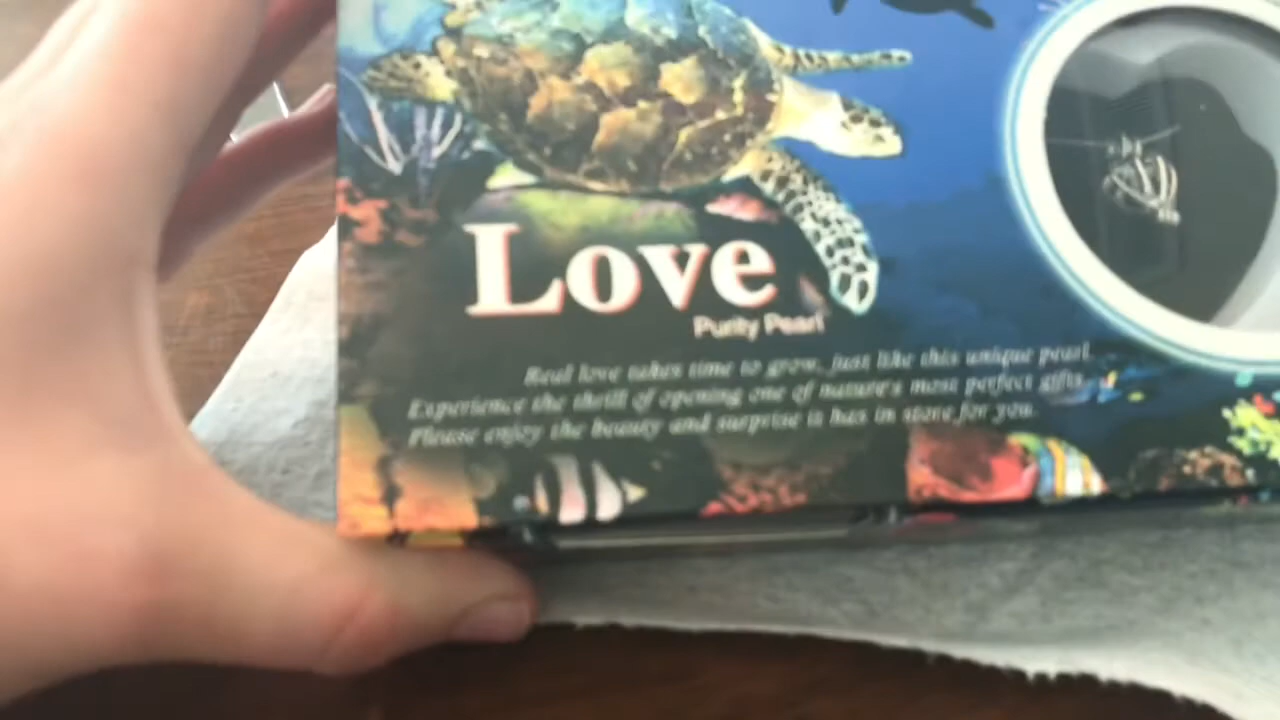 Love
Purity Pearl
Real love takes time to grow, just like this unique pearl.
Experience the thrill of opening one of nature's most perfect gifts.
Please enjoy the beauty and surprise it has in store for you.